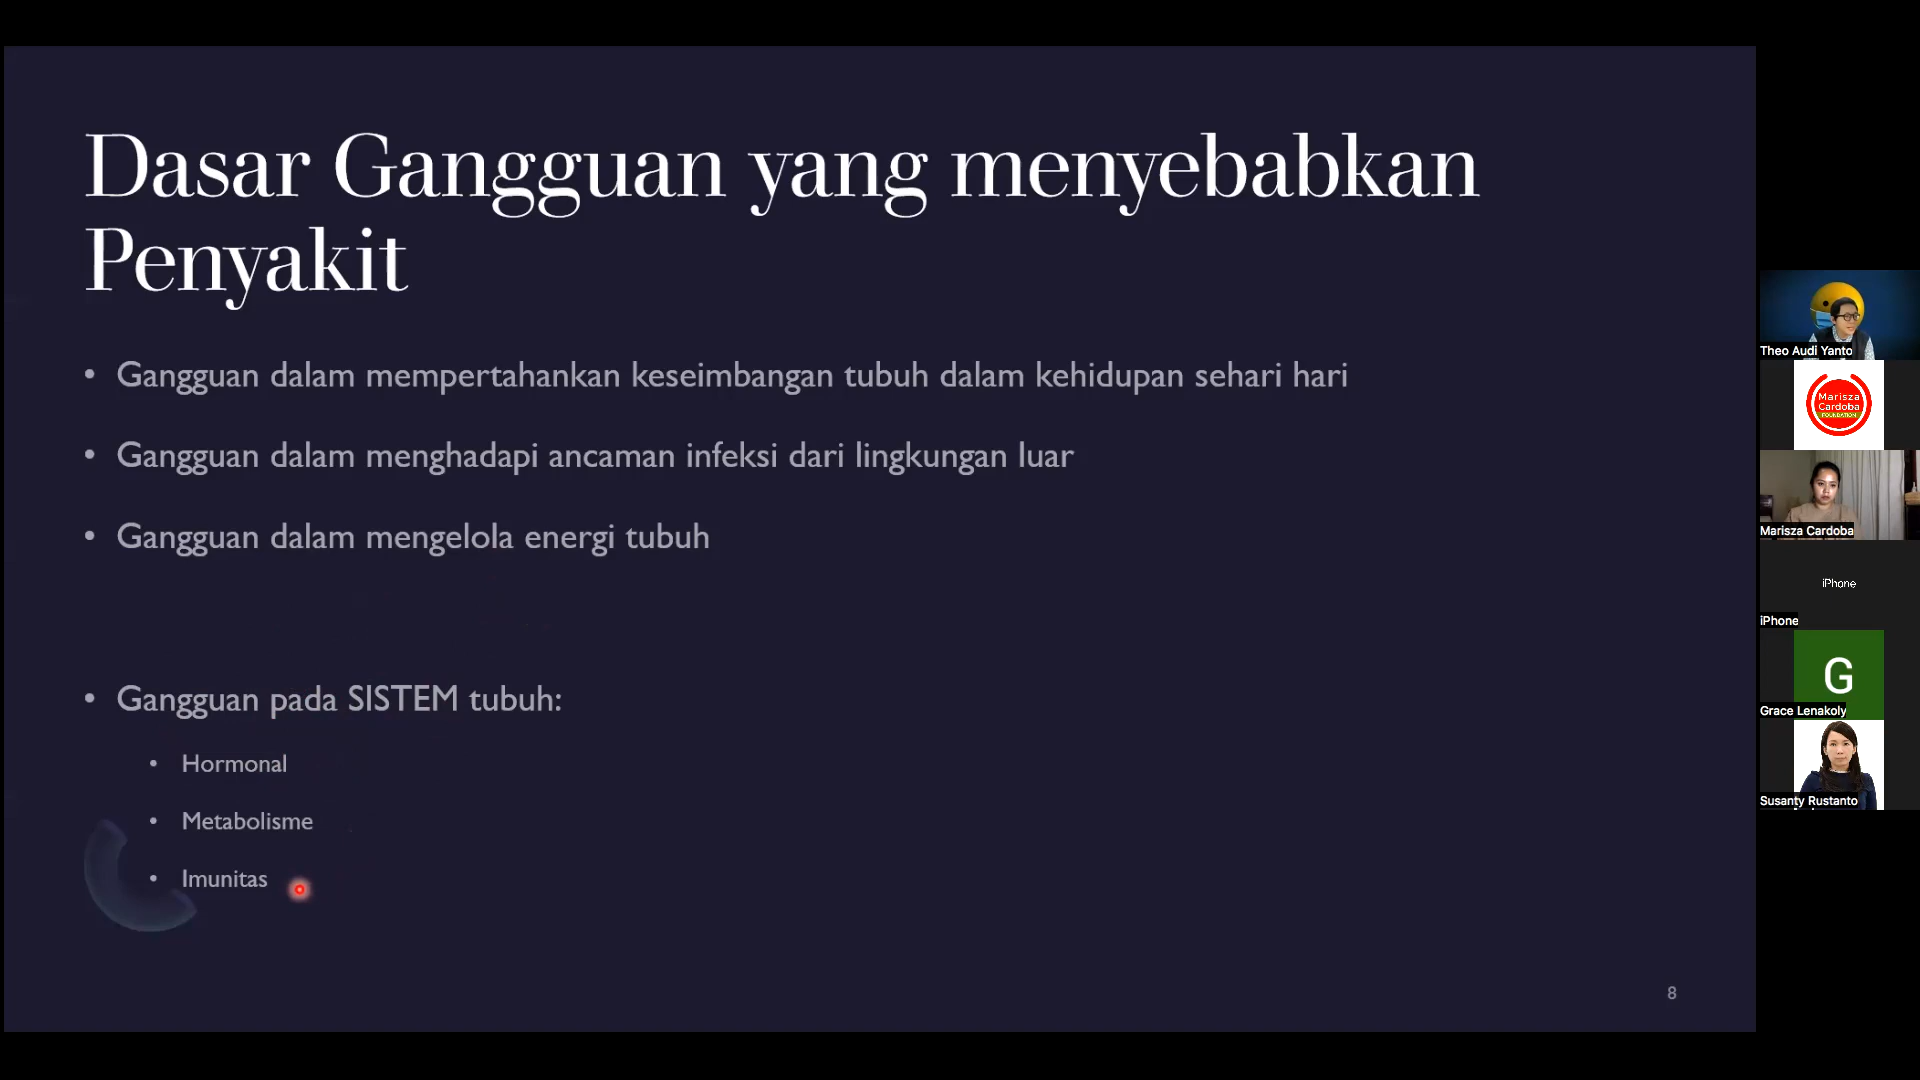 Dasar Gangguan yang menyebabkan
Penyakit
• Gangguan dalam mempertahankan keseimbangan tubuh dalam kehidupan sehari hari
• Gangguan dalam menghadapi ancaman infeksi dari lingkungan luar
• Gangguan dalam mengelola energi tubuh
• Gangguan pada SISTEM tubuh:
• Hormonal
• Metabolisme
• Imunitas
8
Theo Audi Yanto
Marisza
Cardoba
FOUNDATION
Marisza Cardoba
iPhone
iPhone
G
Grace Lenakoly
Susanty Rustanto